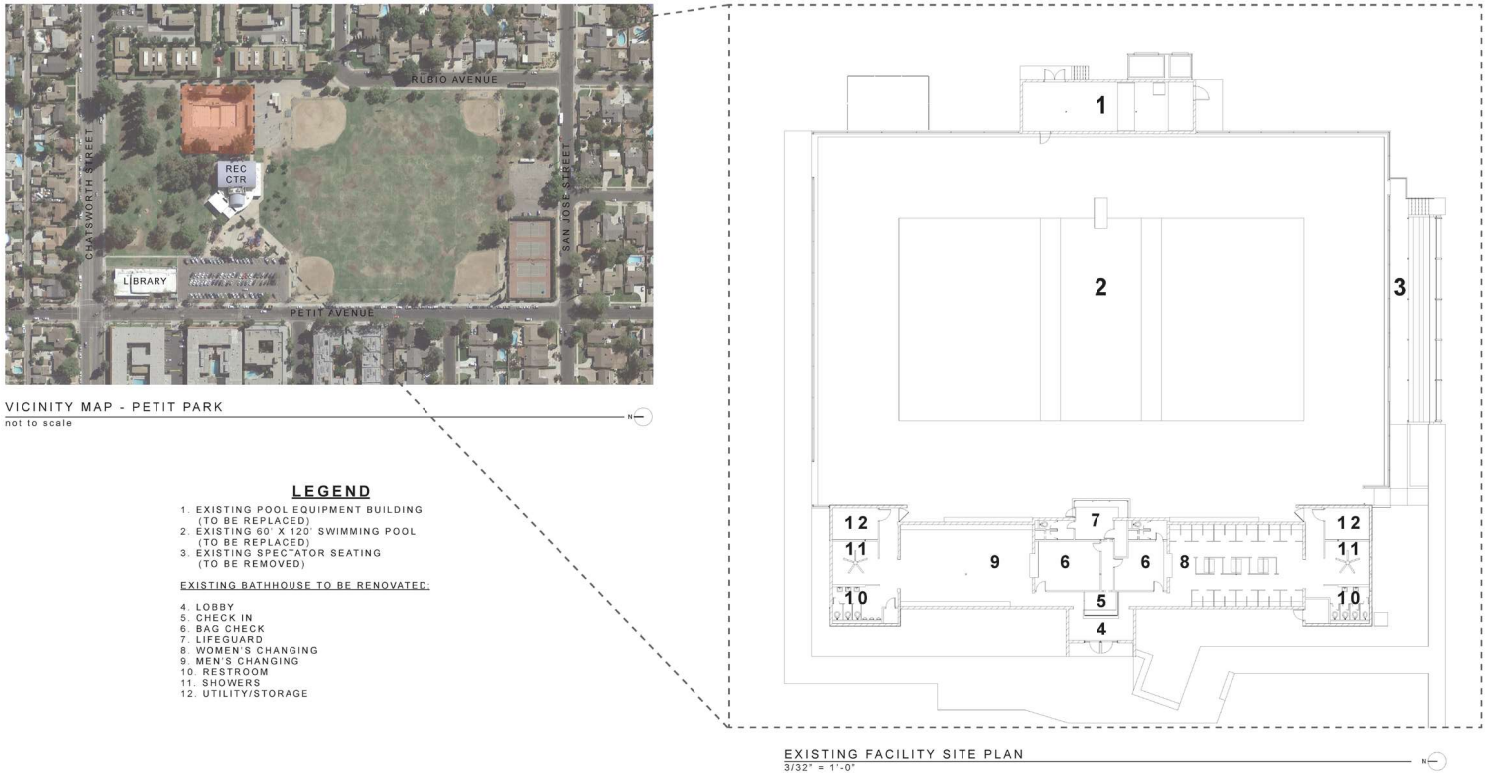 RUBIO AVENUE
CHATSWORTH STREET
REC
CTR
SAN JOSE STREET
LIBRARY
PETIT AVENUE
VICINITY MAP - PETIT PARK
not to scale
N
LEGEND
1. EXISTING POOL EQUIPMENT BUILDING
(TO BE REPLACED)
2. EXISTING 60' X 120' SWIMMING POOL
(TO BE REPLACED)
3. EXISTING SPECTATOR SEATING
(TO BE REMOVED)
EXISTING BATHHOUSE TO BE RENOVATED:
4. LOBBY
5. CHECK IN
6. BAG CHECK
7. LIFEGUARD
8. WOMEN'S CHANGING
9. MEN'S CHANGING
10. RESTROOM
11. SHOWERS
12. UTILITY/STORAGE
1
2
3
12
7
12
11
11
9
6
6
8
10
5
10
4
EXISTING FACILITY SITE PLAN
3/32" = 1'-0"
N